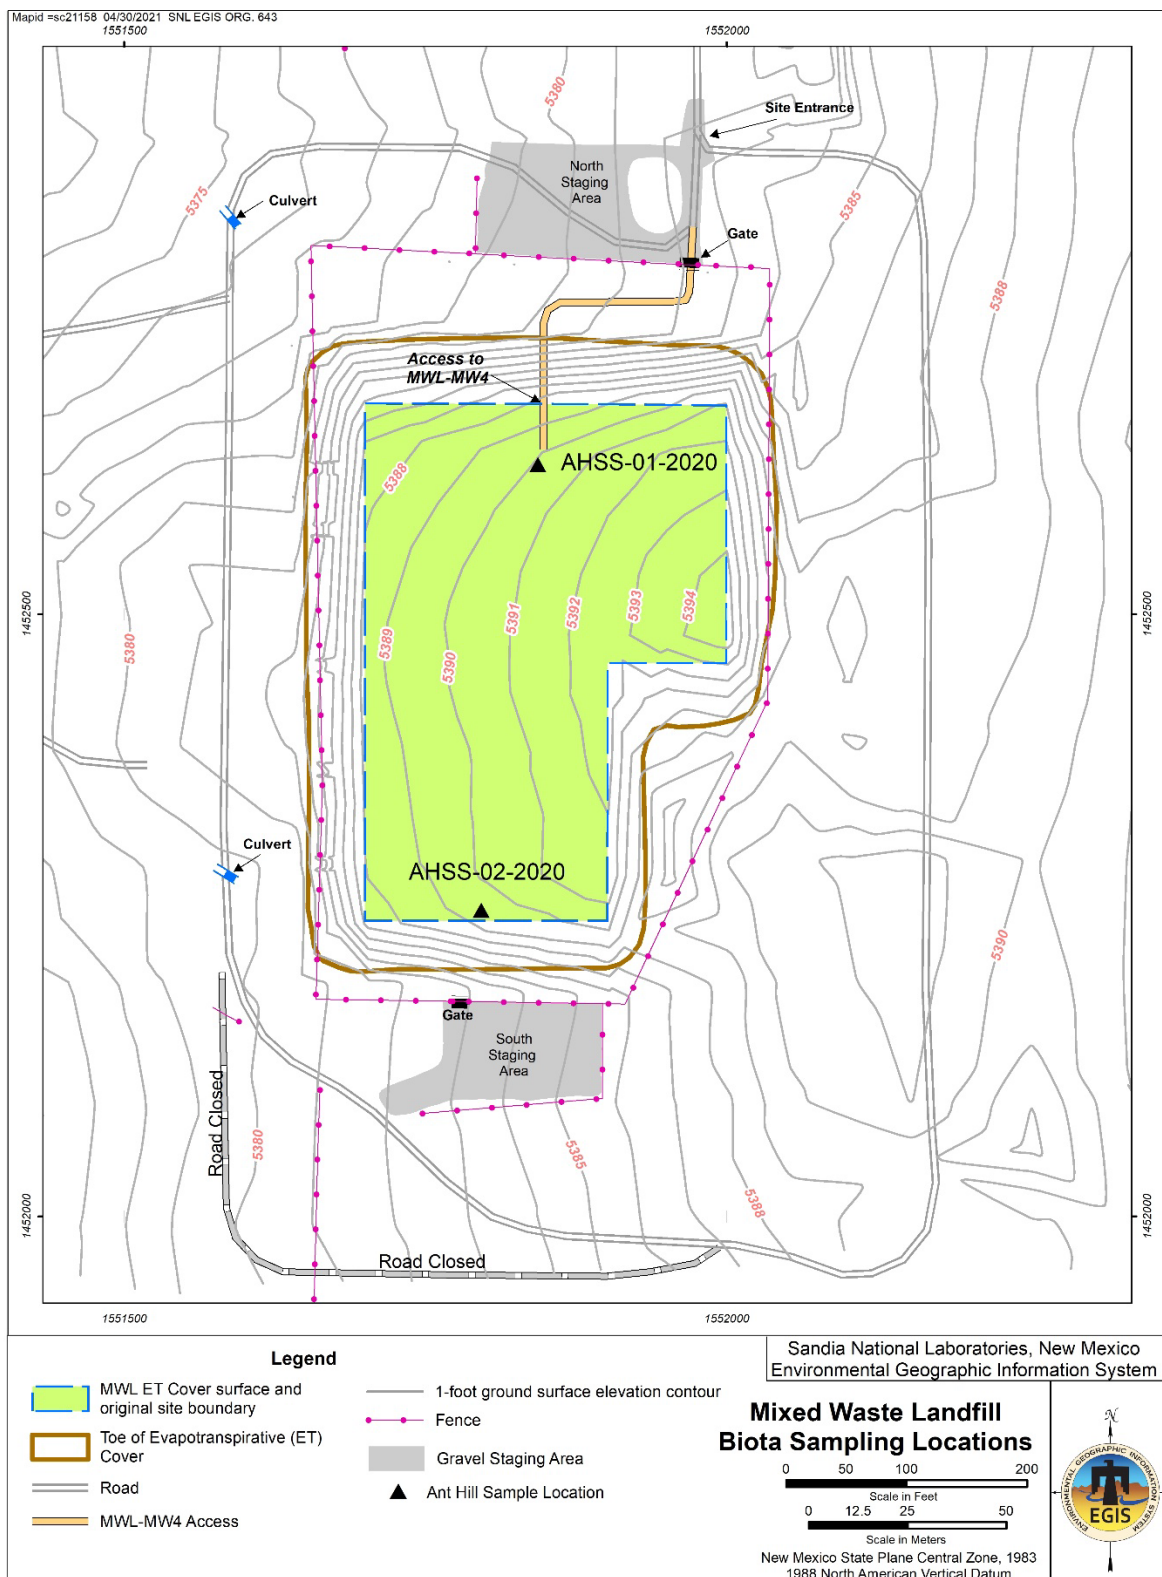 Mapid =sc21158 04/30/2021 SNL EGIS ORG. 643
1551500
1552000
5380
Site Entrance
North
Staging
Area
5375
Culvert
5385
Gate
5388
Access to
MWL-MW4
AHSS-01-2020
5388
1452500
1452500
5394
5393
5392
5391
5380
5389
5390
Culvert
AHSS-02-2020
5390
Gate
South
Staging
Area
Road Closed
5380
5385
5388
1452000
1452000
Road Closed
1551500
1552000
Legend
MWL ET Cover surface and
original site boundary
Toe of Evapotranspirative (ET)
Cover
Road
MWL-MW4 Access
1-foot ground surface elevation contour
Fence
Gravel Staging Area
Ant Hill Sample Location
Sandia National Laboratories, New Mexico
Environmental Geographic Information System
Mixed Waste Landfill
Biota Sampling Locations
0 50 100 200
Scale in Feet
0 12.5 25 50
Scale in Meters
New Mexico State Plane Central Zone, 1983
1988 North American Vertical Datum
N
ENVIRONMENTAL GEOGRAPHIC INFORMATION SYSTEM
EGIS